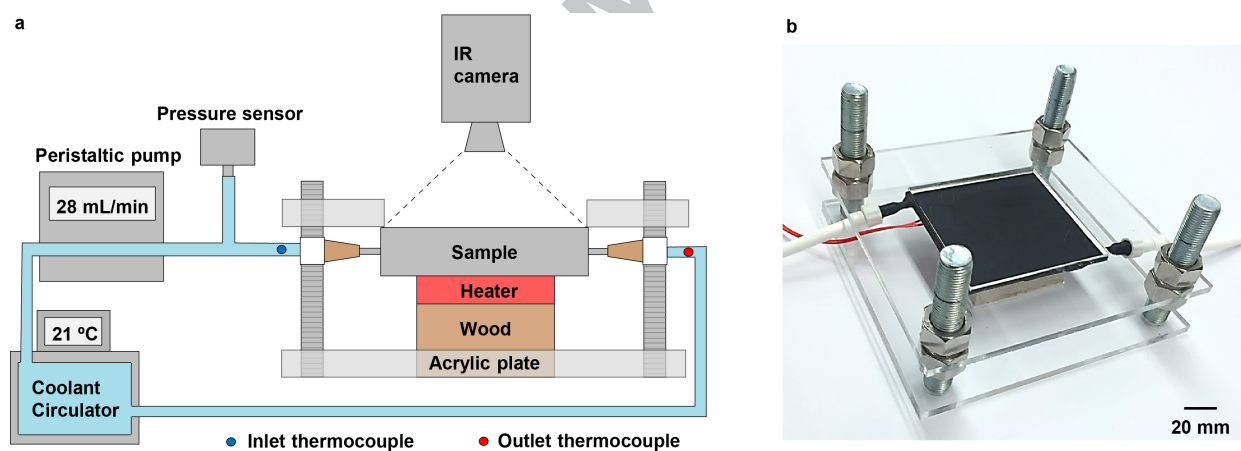 a
b
IR
camera
Pressure sensor
Peristaltic pump
28 mL/min
Sample
Heater
21 ºC
Wood
Acrylic plate
Coolant
Circulator
Inlet thermocouple
Outlet thermocouple
20 mm